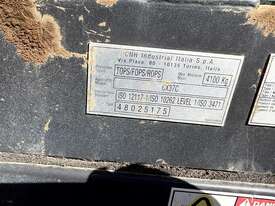 CNH Industrial Italia S.p.A.
Via Plava, 80 - 10135 Torino, Italia
TOPS/FOPS/ROPS
4100 Kg
CX37C
ISO 12117-1/ISO 10262 LEVEL 1/ISO 3471
48025175